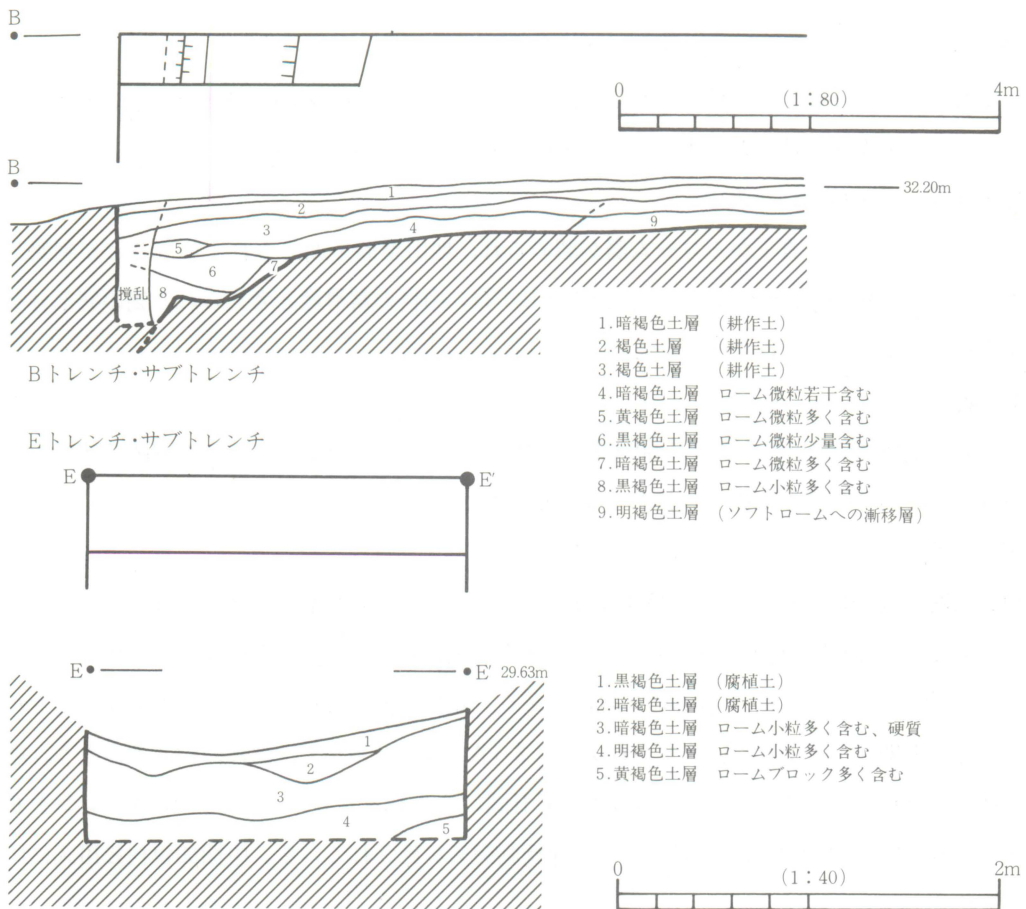 B
0 (1:80) 4m
B
32.20m
1
2
3
4
9
5
6
7
撹乱 8
Bトレンチ・サブトレンチ
1.暗褐色土層 (耕作土)
2.褐色土層 (耕作土)
3.褐色土層 (耕作土)
4.暗褐色土層 ローム微粒若干含む
5.黄褐色土層 ローム微粒多く含む
6.黒褐色土層 ローム微粒少量含む
7.暗褐色土層 ローム微粒多く含む
8.黒褐色土層 ローム小粒多く含む
9.明褐色土層 (ソフトロームへの漸移層)
Eトレンチ・サブトレンチ
E E′
E E′ 29.63m
1
2
3
4
5
1.黒褐色土層 (腐植土)
2.暗褐色土層 (腐植土)
3.暗褐色土層 ローム小粒多く含む、硬質
4.明褐色土層 ローム小粒多く含む
5.黄褐色土層 ロームブロック多く含む
0 (1:40) 2m